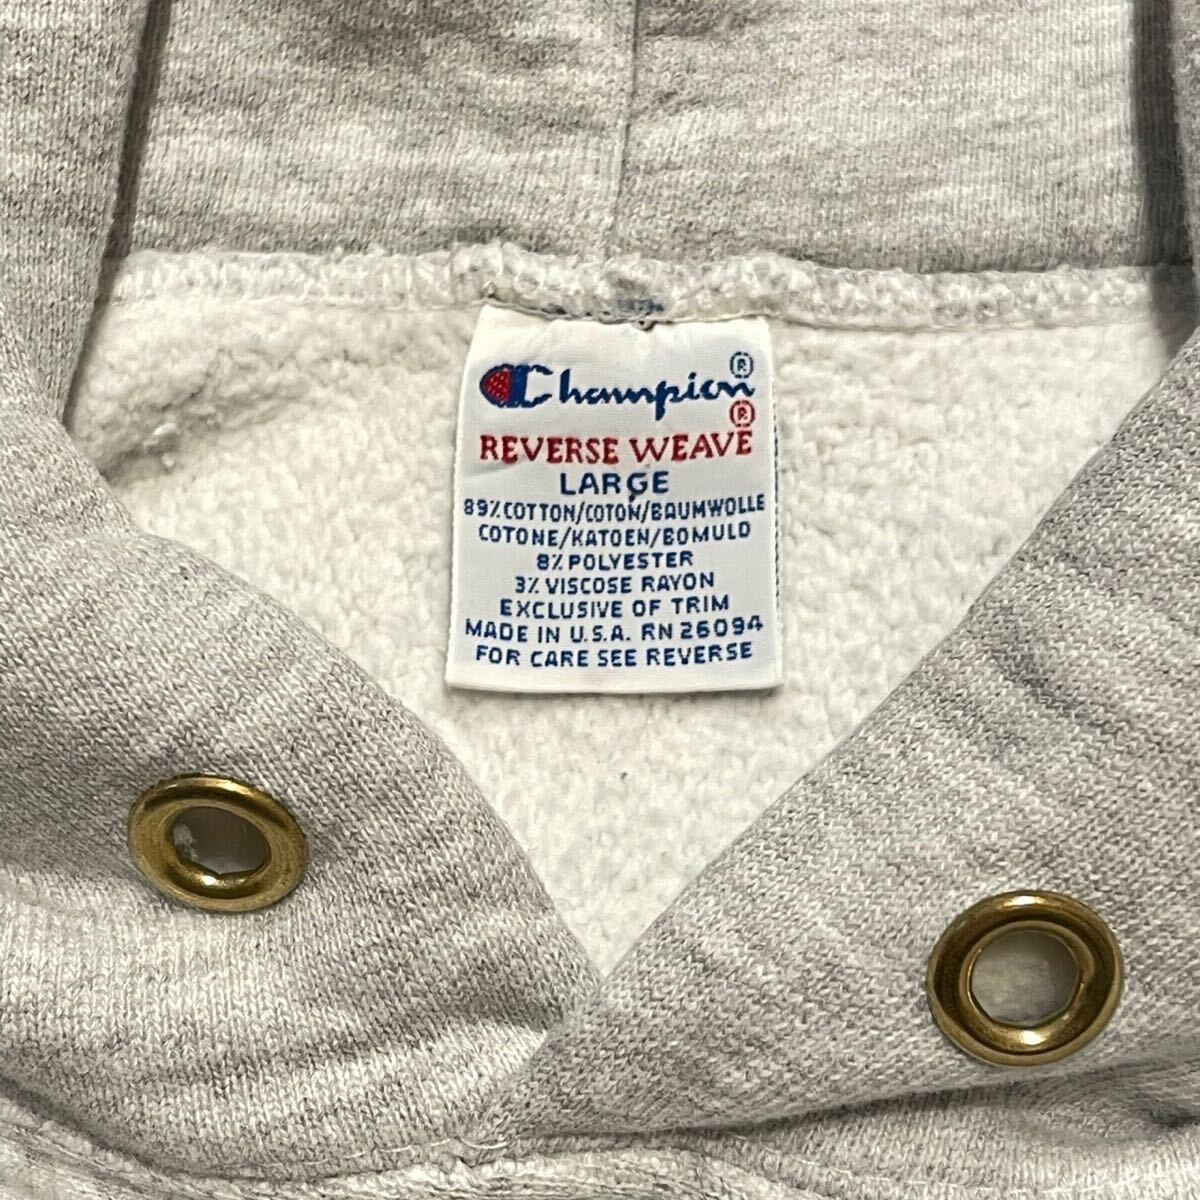 Champion®
REVERSE WEAVE®
LARGE
89% COTTON/COTON/BAUMWOLLE
COTONE/KATOEN/BOMULD
8% POLYESTER
3% VISCOSE RAYON
EXCLUSIVE OF TRIM
MADE IN U.S.A. RN 26094
FOR CARE SEE REVERSE